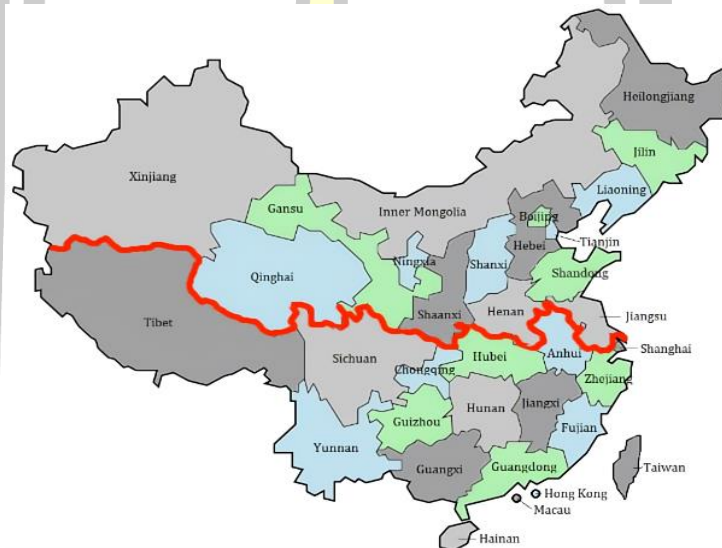 Heilongjiang
Jilin
Xinjiang
Liaoning
Gansu
Inner Mongolia
Beijing
Tianjin
Hebei
Ningxia
Shanxi
Qinghai
Shandong
Shaanxi
Henan
Jiangsu
Tibet
Shanghai
Sichuan
Hubei
Anhui
Chongqing
Zhejiang
Hunan
Jiangxi
Guizhou
Fujian
Yunnan
Guangxi
Guangdong
Taiwan
Hong Kong
Macau
Hainan